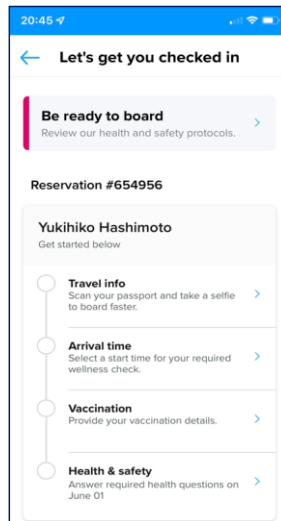 20:45
Let's get you checked in
Be ready to board
Review our health and safety protocols.
Reservation #654956
Yukihiko Hashimoto
Get started below
Travel info
Scan your passport and take a selfie
to board faster.
Arrival time
Select a start time for your required
wellness check.
Vaccination
Provide your vaccination details.
Health & safety
Answer required health questions on
June 01